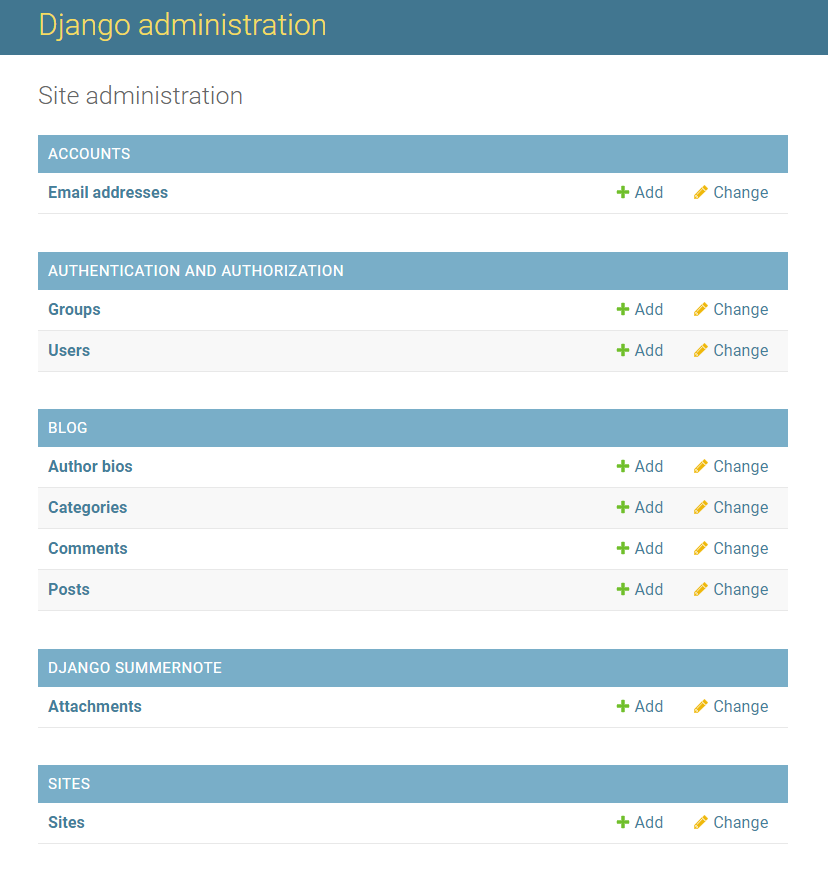 Django administration
Site administration
ACCOUNTS
Email addresses Add Change
AUTHENTICATION AND AUTHORIZATION
Groups Add Change
Users Add Change
BLOG
Author bios Add Change
Categories Add Change
Comments Add Change
Posts Add Change
DJANGO SUMMERNOTE
Attachments Add Change
SITES
Sites Add Change